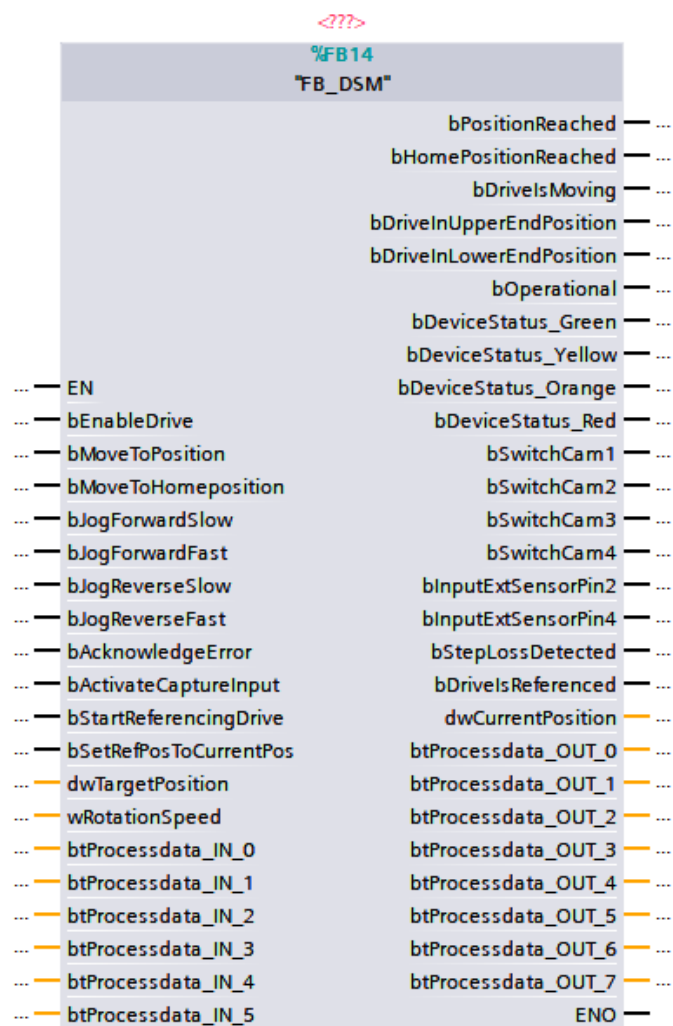 <???>
%FB14
"FB_DSM"
bPositionReached ...
bHomePositionReached ...
bDriveIsMoving ...
bDriveInUpperEndPosition ...
bDriveInLowerEndPosition ...
bOperational ...
bDeviceStatus_Green ...
bDeviceStatus_Yellow ...
... EN bDeviceStatus_Orange ...
... bEnableDrive bDeviceStatus_Red ...
... bMoveToPosition bSwitchCam1 ...
... bMoveToHomeposition bSwitchCam2 ...
... bJogForwardSlow bSwitchCam3 ...
... bJogForwardFast bSwitchCam4 ...
... bJogReverseSlow bInputExtSensorPin2 ...
... bJogReverseFast bInputExtSensorPin4 ...
... bAcknowledgeError bStepLossDetected ...
... bActivateCaptureInput bDriveIsReferenced ...
... bStartReferencingDrive dwCurrentPosition ...
... bSetRefPosToCurrentPos btProcessdata_OUT_0 ...
... dwTargetPosition btProcessdata_OUT_1 ...
... wRotationSpeed btProcessdata_OUT_2 ...
... btProcessdata_IN_0 btProcessdata_OUT_3 ...
... btProcessdata_IN_1 btProcessdata_OUT_4 ...
... btProcessdata_IN_2 btProcessdata_OUT_5 ...
... btProcessdata_IN_3 btProcessdata_OUT_6 ...
... btProcessdata_IN_4 btProcessdata_OUT_7 ...
... btProcessdata_IN_5 ENO